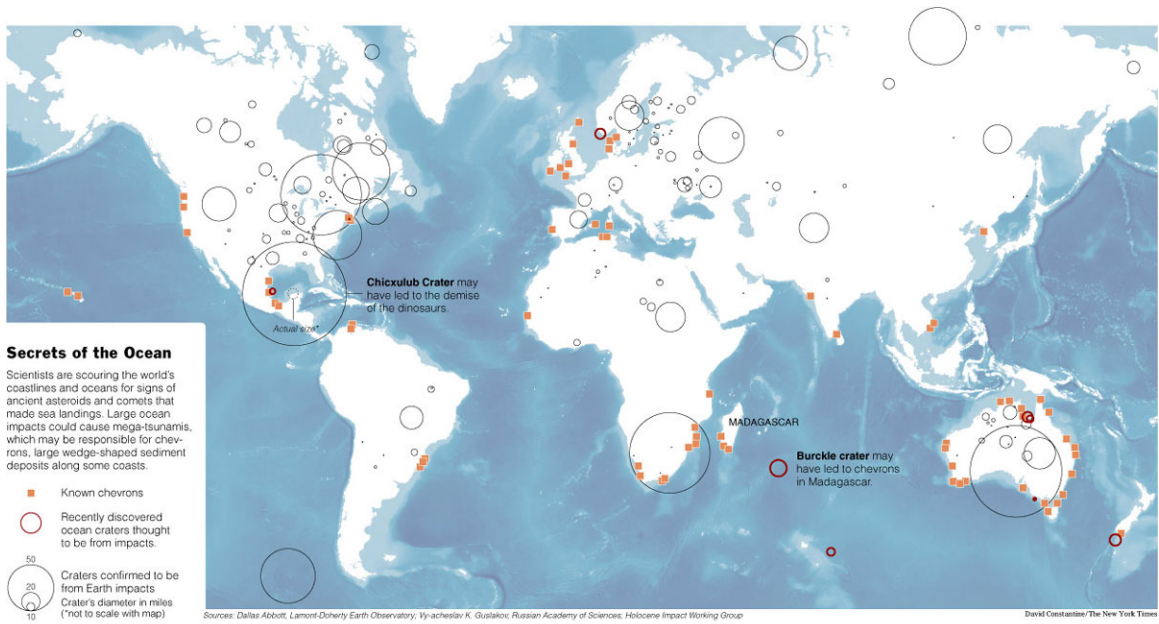 Chicxulub Crater may
have led to the demise
of the dinosaurs.
Actual size*
Secrets of the Ocean
Scientists are scouring the world's
coastlines and oceans for signs of
ancient asteroids and comets that
made sea landings. Large ocean
impacts could cause mega-tsunamis,
which may be responsible for chev-
rons, large wedge-shaped sediment
deposits along some coasts.
MADAGASCAR
Burckle crater may
have led to chevrons
in Madagascar.
Known chevrons
Recently discovered
ocean craters thought
to be from impacts.
50
20
10
Craters confirmed to be
from Earth impacts
Crater's diameter in miles
(*not to scale with map)
Sources: Dallas Abbott, Lamont-Doherty Earth Observatory; Vy-acheslav K. Guslakov, Russian Academy of Sciences; Holocene Impact Working Group
David Constantine/The New York Times